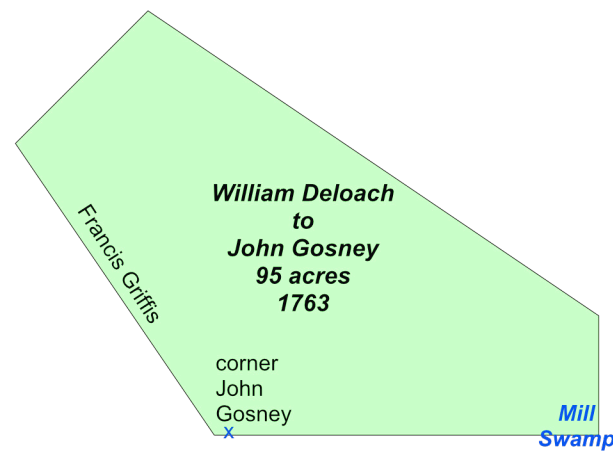 William Deloach
to
John Gosney
95 acres
1763
Francis Griffis
corner
John
Gosney
x
Mill
Swamp